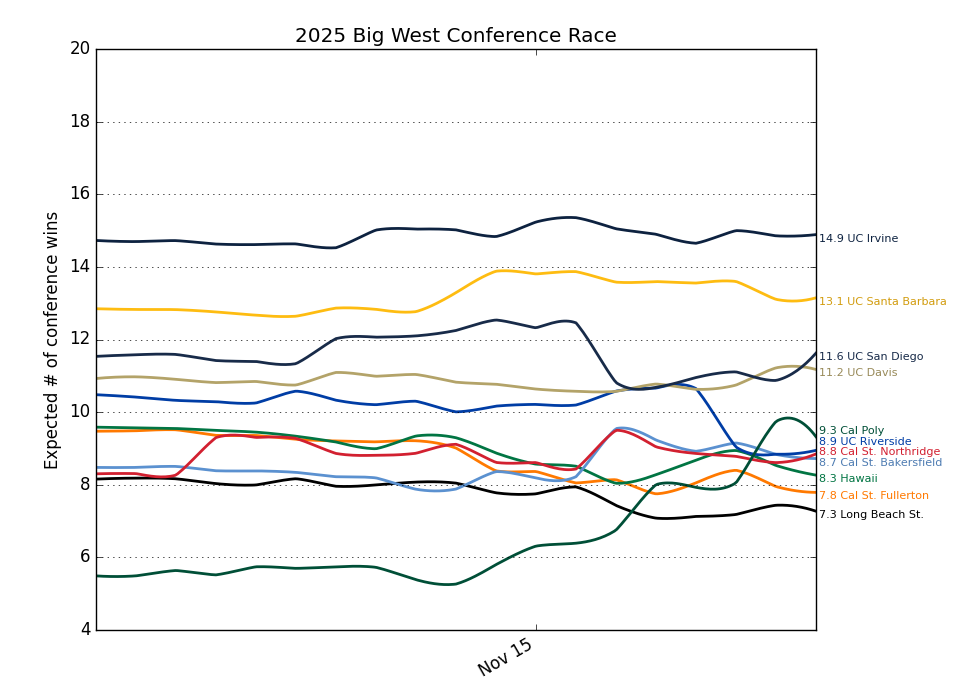 2025 Big West Conference Race
Expected # of conference wins
20
18
16
14
12
10
8
6
4
Nov 15
14.9 UC Irvine
13.1 UC Santa Barbara
11.6 UC San Diego
11.2 UC Davis
9.3 Cal Poly
8.9 UC Riverside
8.8 Cal St. Northridge
8.7 Cal St. Bakersfield
8.3 Hawaii
7.8 Cal St. Fullerton
7.3 Long Beach St.